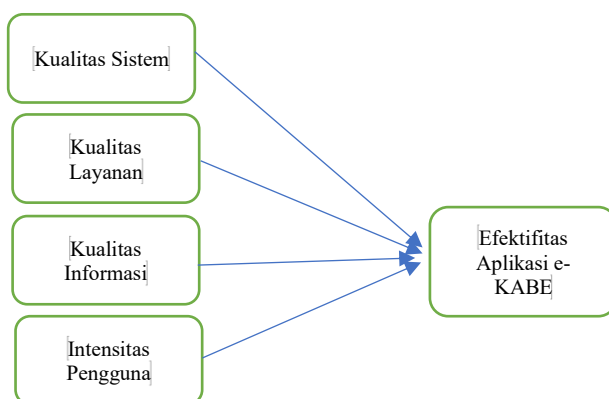 Kualitas Sistem
Kualitas
Layanan
Kualitas
Informasi
Intensitas
Pengguna
Efektifitas
Aplikasi e-
KABE